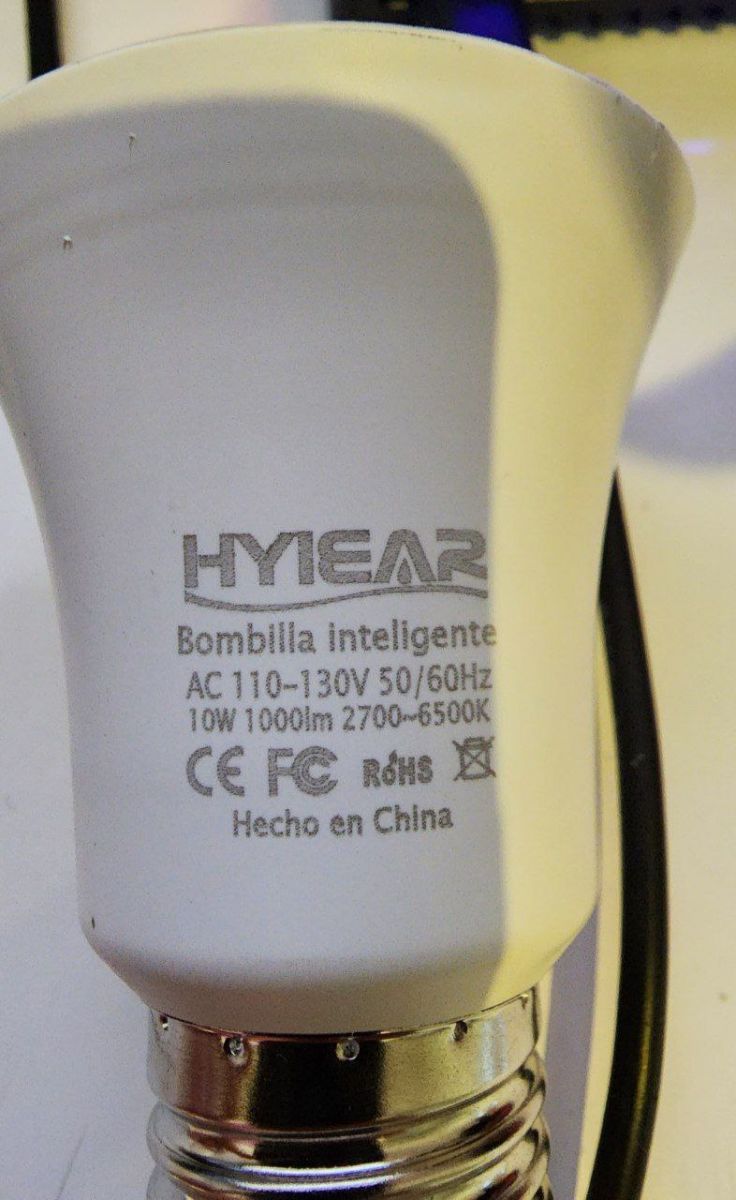 HYIEAR
Bombilla inteligente
AC 110-130V 50/60Hz
10W 1000lm 2700~6500K
CE FC RoHS
Hecho en China